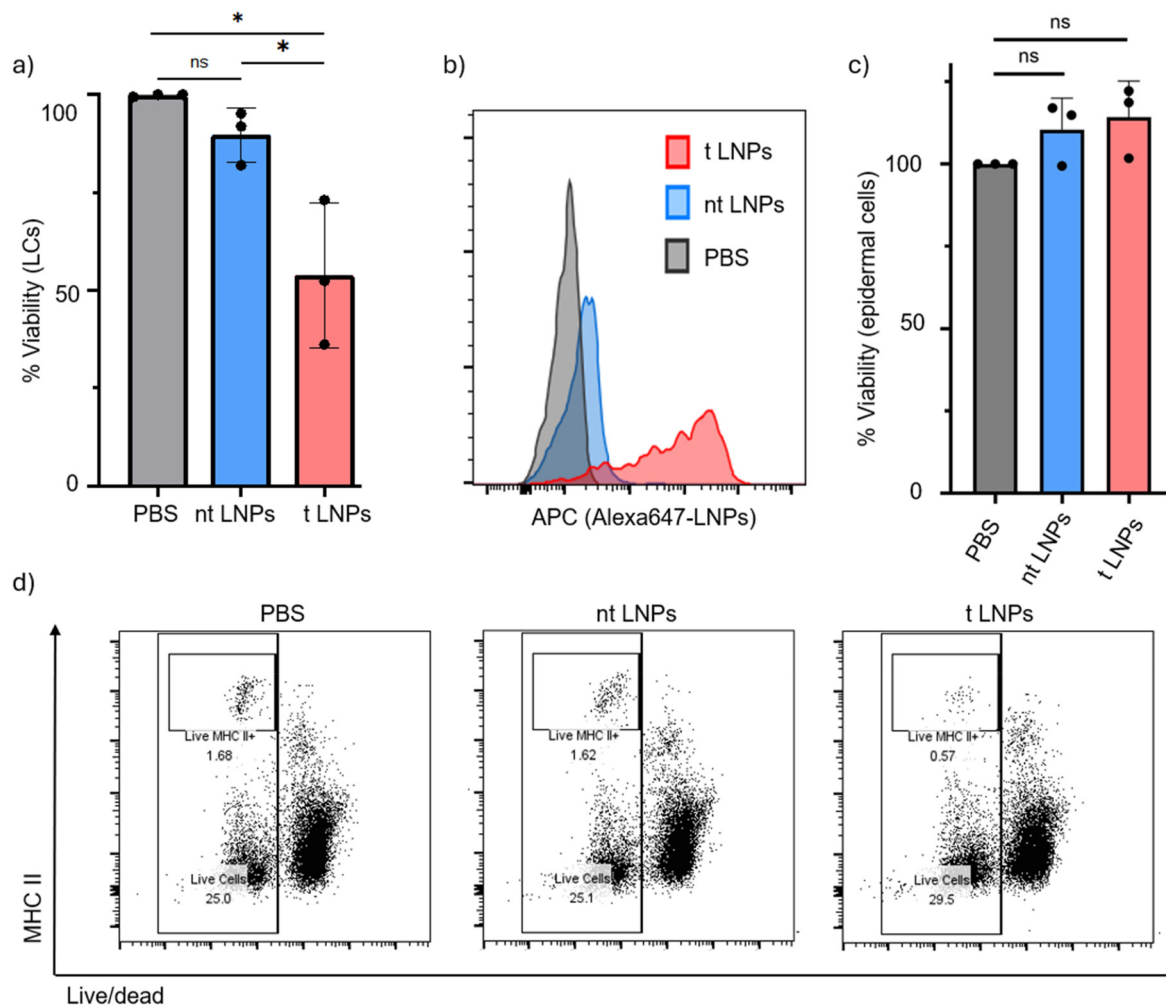 a)
*
*
ns
% Viability (LCs)
100
50
0
PBS nt LNPs t LNPs
b)
t LNPs
nt LNPs
PBS
APC (Alexa647-LNPs)
c)
ns
ns
% Viability (epidermal cells)
100
50
0
PBS
nt LNPs
t LNPs
d)
PBS
nt LNPs
t LNPs
MHC II
Live MHC II+
1.68
Live Cells
25.0
Live MHC II+
1.62
Live Cells
25.1
Live MHC II+
0.57
Live Cells
29.5
Live/dead